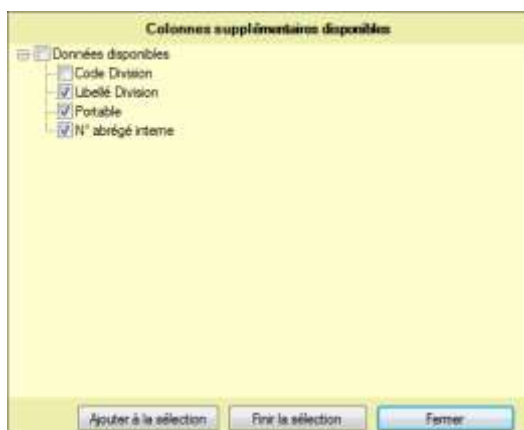 Colonnes supplémentaires disponibles
Données disponibles
Code Division
Libellé Division
Portable
N° abrégé interne
Ajouter à la sélection
Finir la sélection
Fermer